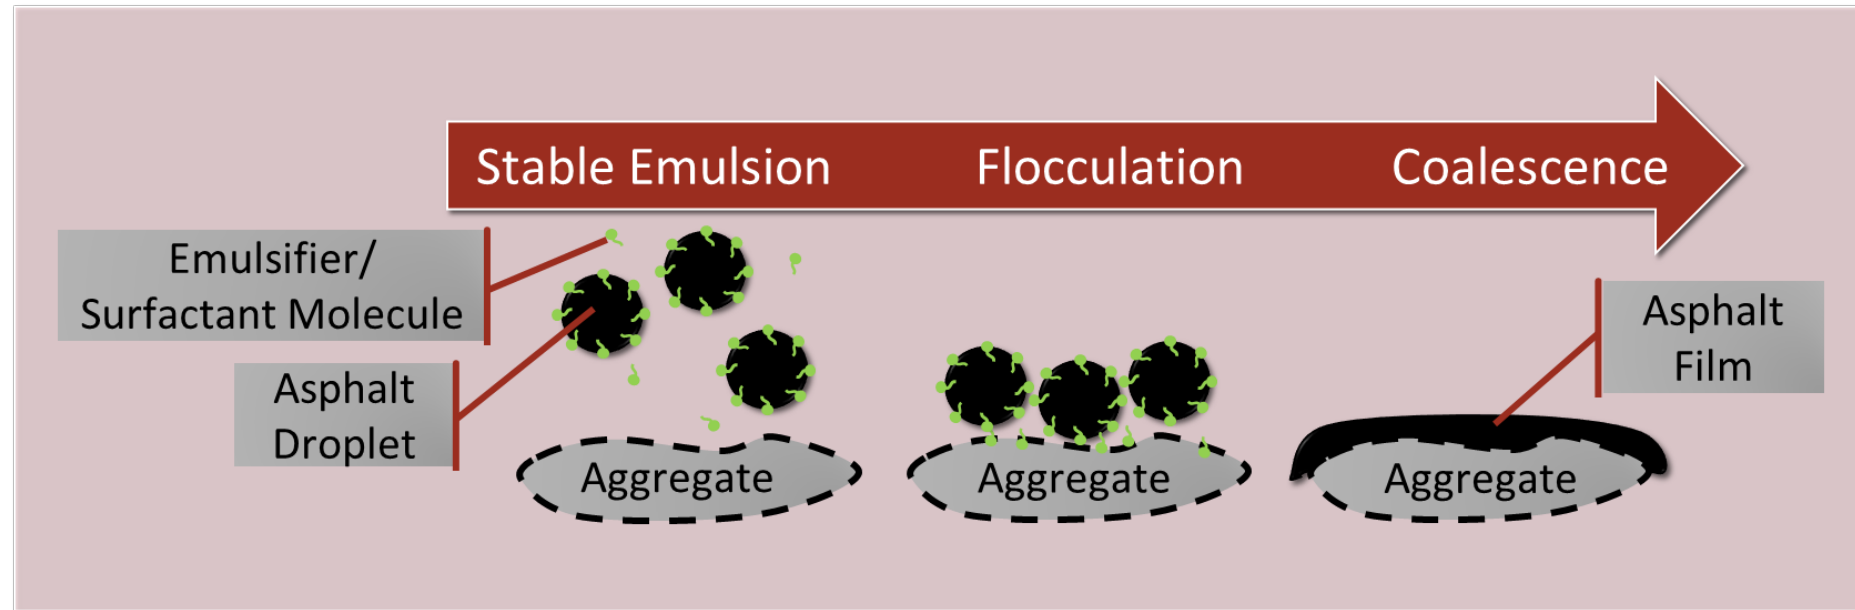 Stable Emulsion
Flocculation
Coalescence
Emulsifier/
Surfactant Molecule
Asphalt
Droplet
Asphalt
Film
Aggregate
Aggregate
Aggregate